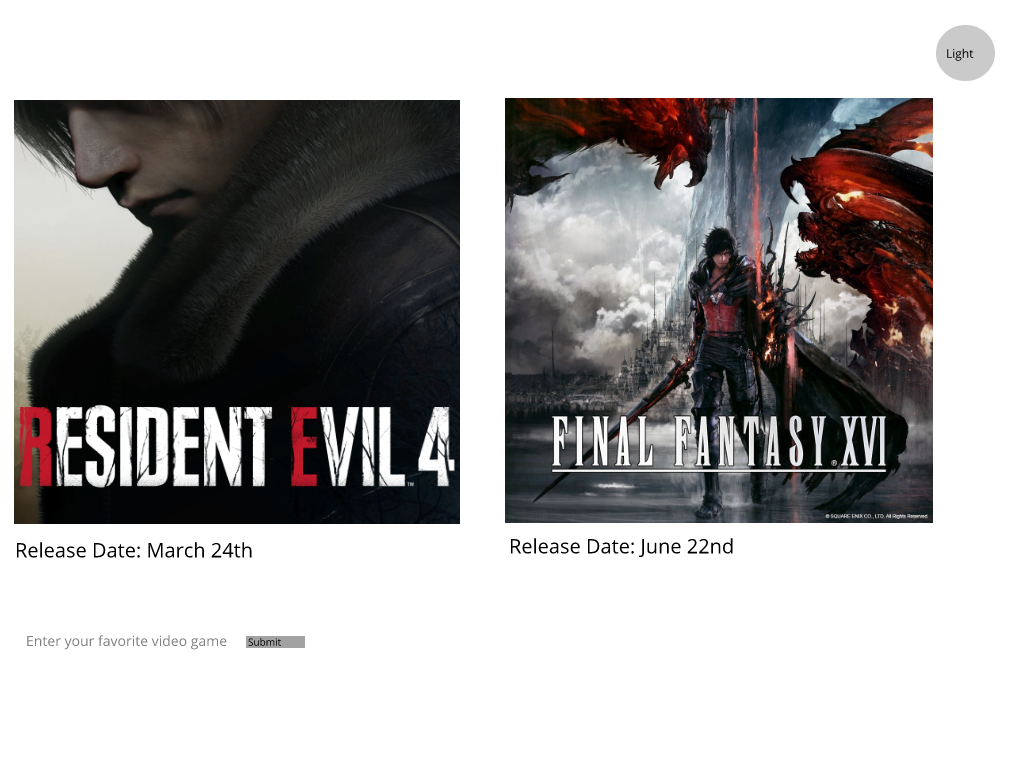 Light
RESIDENT EVIL 4
TM
FINAL FANTASY XVI
®
© SQUARE ENIX CO., LTD. All Rights Reserved.
Release Date: March 24th
Release Date: June 22nd
Enter your favorite video game
Submit